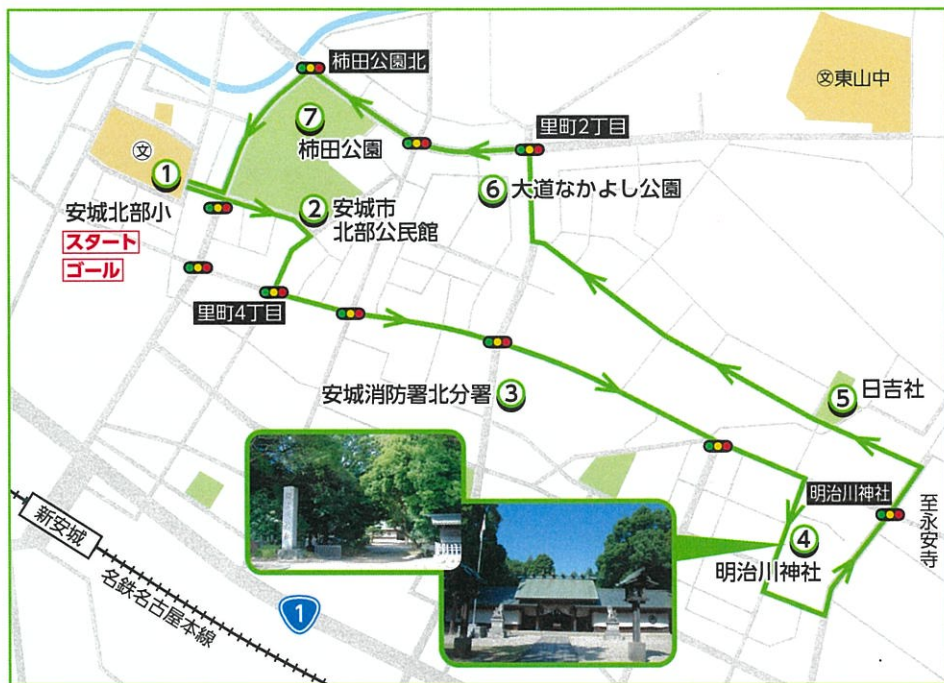 柿田公園北
㊫東山中
里町2丁目
7
柿田公園
文
1
6 大道なかよし公園
安城北部小
2 安城市
北部公民館
スタート
ゴール
里町4丁目
安城消防署北分署 3
5 日吉社
明治川神社
4
明治川神社
至永安寺
新安城
名鉄名古屋本線
1